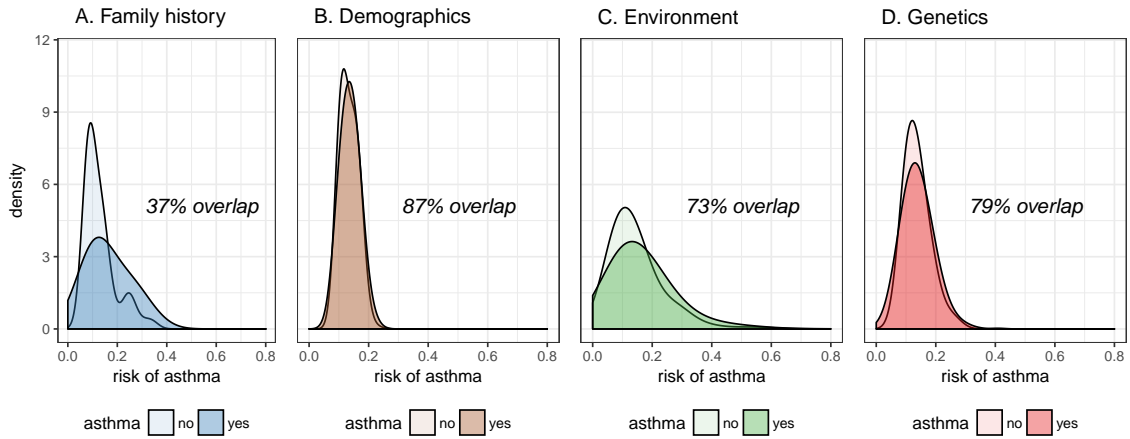 A. Family history
B. Demographics
C. Environment
D. Genetics
density
12
9
6
3
0
37% overlap
87% overlap
73% overlap
79% overlap
0.0 0.2 0.4 0.6 0.8
0.0 0.2 0.4 0.6 0.8
0.0 0.2 0.4 0.6 0.8
0.0 0.2 0.4 0.6 0.8
risk of asthma
risk of asthma
risk of asthma
risk of asthma
asthma no yes
asthma no yes
asthma no yes
asthma no yes